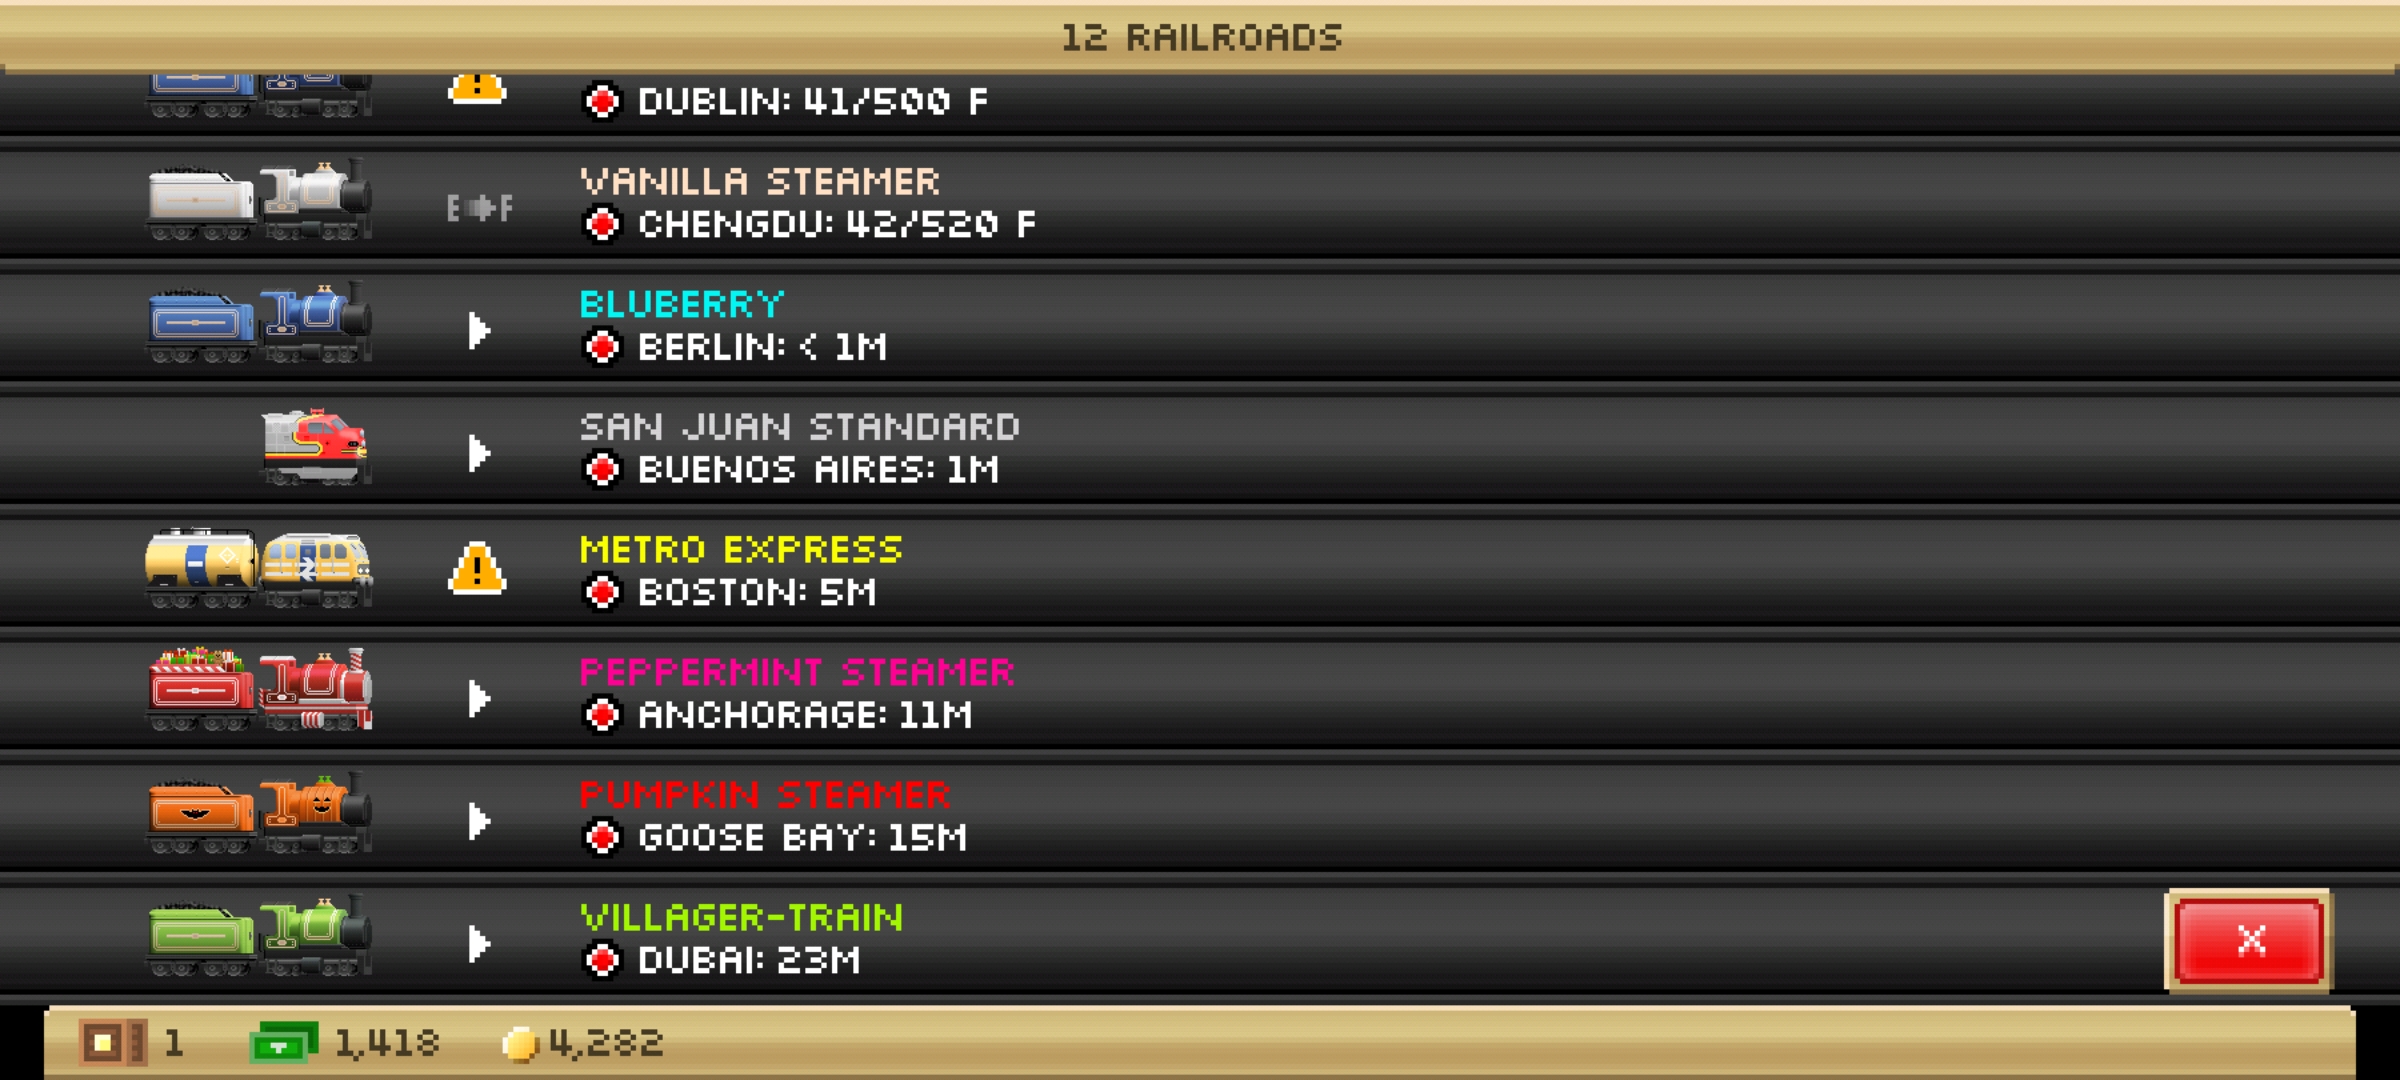 12 RAILROADS
DUBLIN: 41/500 F
VANILLA STEAMER
E F
CHENGDU: 42/520 F
BLUBERRY
BERLIN: < 1M
SAN JUAN STANDARD
BUENOS AIRES: 1M
METRO EXPRESS
BOSTON: 5M
PEPPERMINT STEAMER
ANCHORAGE: 11M
PUMPKIN STEAMER
GOOSE BAY: 15M
VILLAGER-TRAIN
DUBAI: 23M
X
1 1,418 4,282